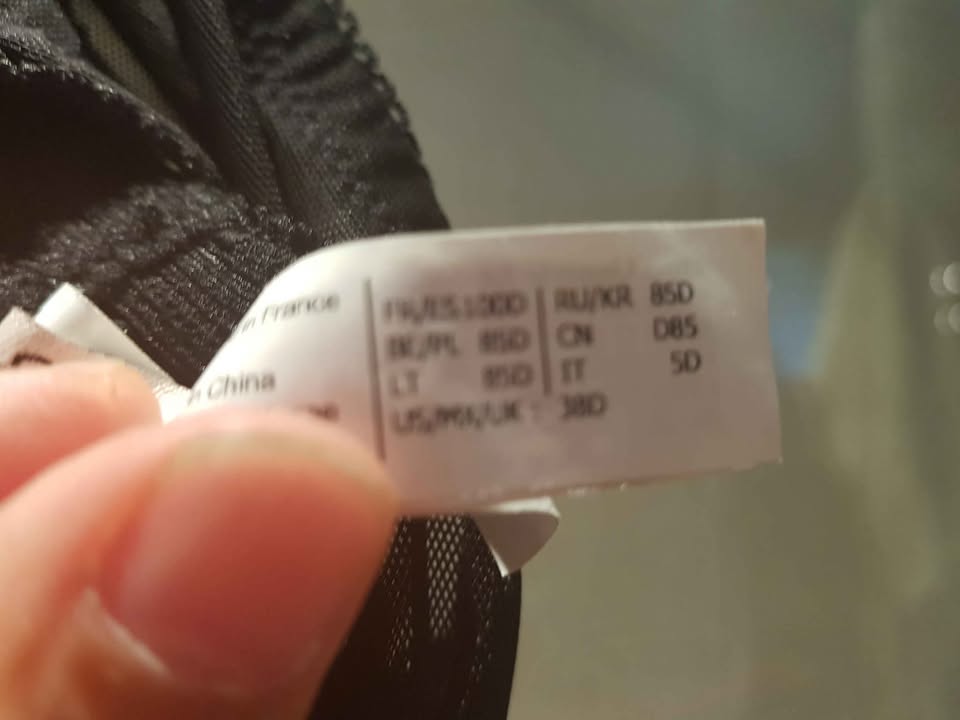 in France
n China
FR/ES 100D
BE/PL 85D
LT 85D
US/MX/UK : 38D
RU/KR 85D
CN D85
IT 5D